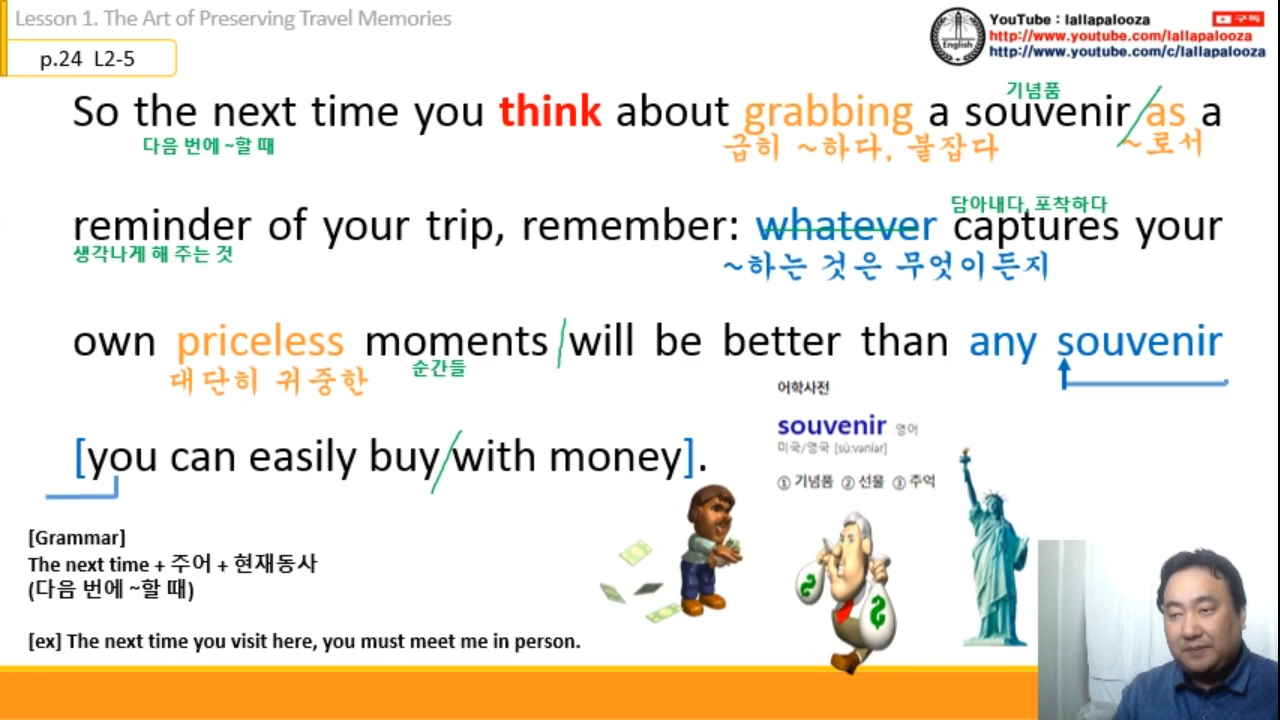 Lesson 1. The Art of Preserving Travel Memories
YouTube : lallapalooza
구독
http://www.youtube.com/lallapalooza
http://www.youtube.com/c/lallapalooza
English
p.24 L2-5
기념품
So the next time you think about grabbing a souvenir as a
다음 번에 ~할 때
급히 ~하다, 붙잡다
~로서
담아내다, 포착하다
reminder of your trip, remember: whatever captures your
생각나게 해 주는 것
~하는 것은 무엇이든지
own priceless moments will be better than any souvenir
대단히 귀중한
순간들
어학사전
souvenir 영어
미국/영국 [sùːvəníər]
① 기념품 ② 선물 ③ 추억
[you can easily buy with money].
[Grammar]
The next time + 주어 + 현재동사
(다음 번에 ~할 때)
[ex] The next time you visit here, you must meet me in person.
$
$